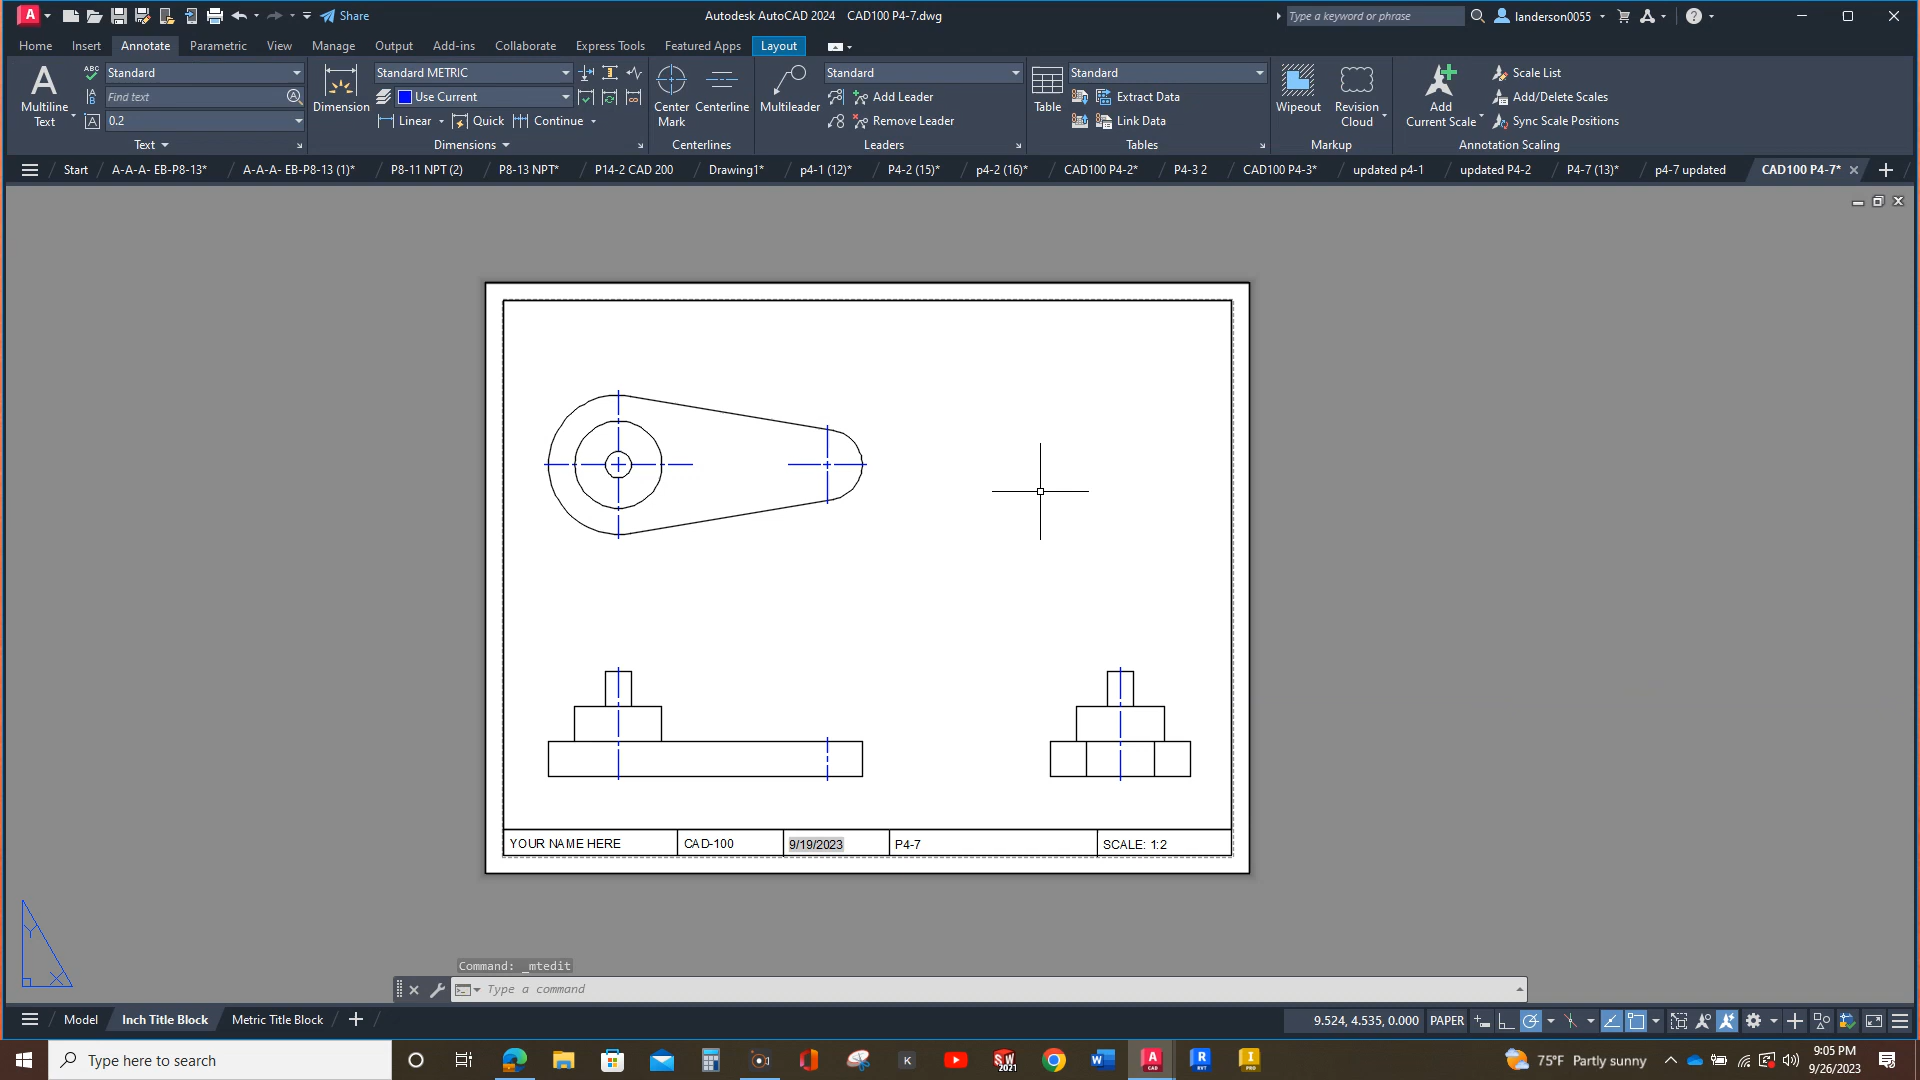 Share
Autodesk AutoCAD 2024 CAD100 P4-7.dwg
Type a keyword or phrase
landerson0055
Home Insert Annotate Parametric View Manage Output Add-ins Collaborate Express Tools Featured Apps Layout
ABC Standard
Find text
0.2
Multiline Text
Text
Dimension
Standard METRIC
Use Current
Linear Quick Continue
Dimensions
Center Mark
Centerline
Centerlines
Multileader
Standard
Add Leader
Remove Leader
Leaders
Table
Standard
Extract Data
Link Data
Tables
Wipeout
Revision Cloud
Markup
Add Current Scale
Scale List
Add/Delete Scales
Sync Scale Positions
Annotation Scaling
Start A-A-A- EB-P8-13* A-A-A- EB-P8-13 (1)* P8-11 NPT (2) P8-13 NPT* P14-2 CAD 200 Drawing1* p4-1 (12)* P4-2 (15)* p4-2 (16)* CAD100 P4-2* P4-3 2 CAD100 P4-3* updated p4-1 updated P4-2 P4-7 (13)* p4-7 updated CAD100 P4-7*
YOUR NAME HERE CAD-100 9/19/2023 P4-7 SCALE: 1:2
Y
X
Command: _mtedit
Type a command
Model Inch Title Block Metric Title Block
9.524, 4.535, 0.000 PAPER
Type here to search
75°F Partly sunny
9:05 PM
9/26/2023